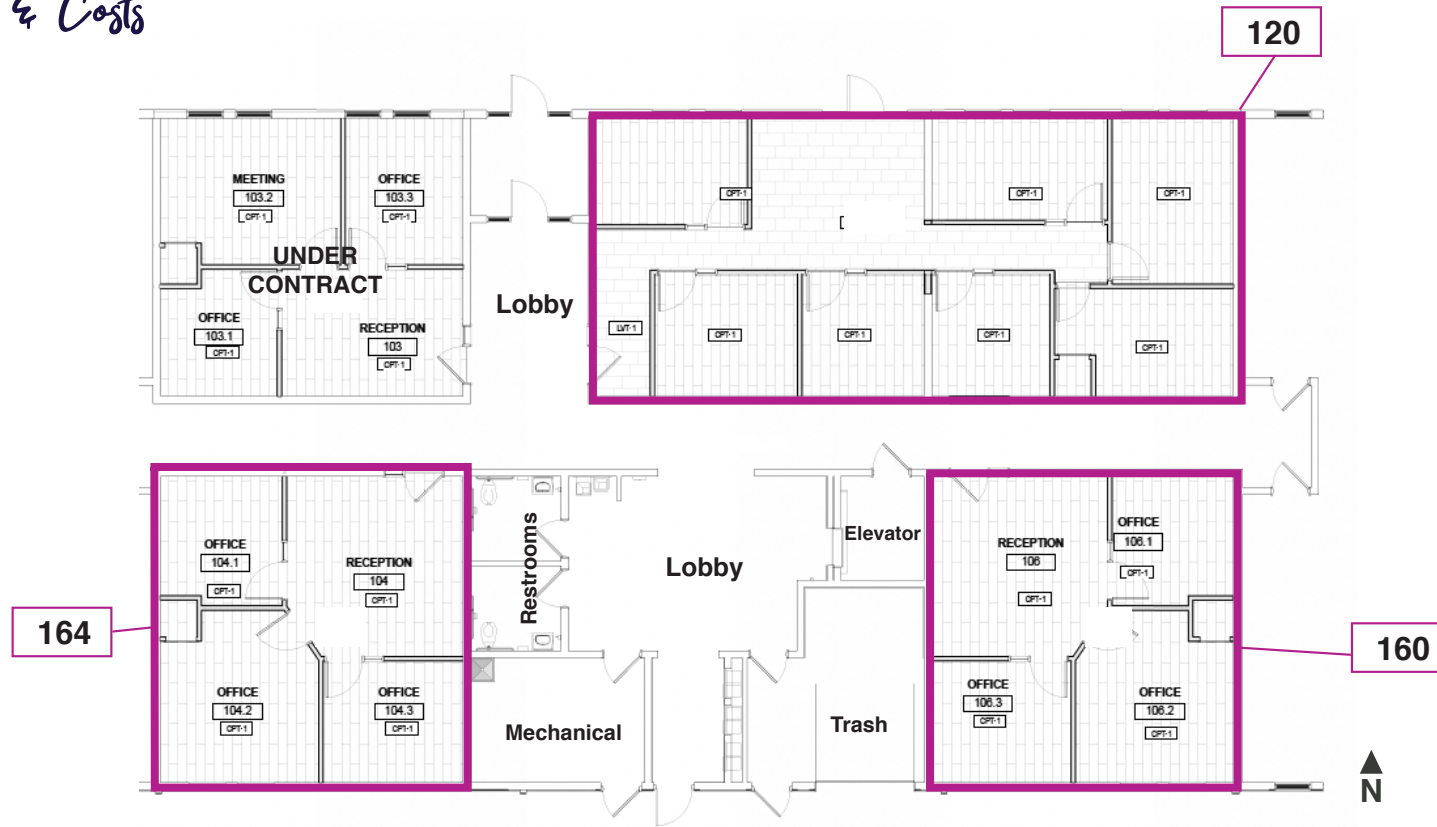 & Costs
120
MEETING
103.2
CPT-1
OFFICE
103.3
CPT-1
UNDER
CONTRACT
OFFICE
103.1
CPT-1
RECEPTION
103
CPT-1
Lobby
CPT-1
CPT-1
CPT-1
LVT-1
CPT-1
CPT-1
CPT-1
CPT-1
164
OFFICE
104.1
CPT-1
RECEPTION
104
CPT-1
OFFICE
104.2
CPT-1
OFFICE
104.3
CPT-1
Restrooms
Lobby
Elevator
Mechanical
Trash
RECEPTION
106
CPT-1
OFFICE
106.1
CPT-1
OFFICE
106.3
CPT-1
OFFICE
106.2
CPT-1
160
N